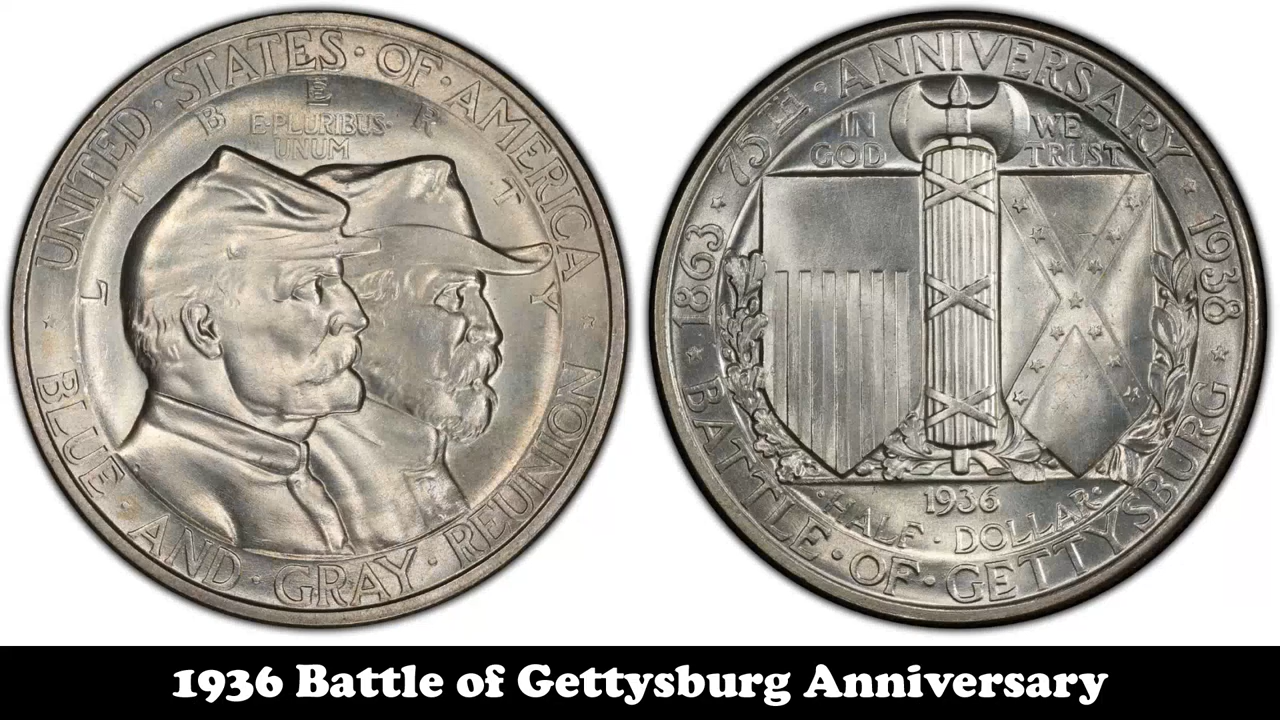 UNITED · STATES · OF · AMERICA
LIBERTY
E·PLURIBUS·
UNUM
BLUE · AND · GRAY · REUNION
1863 · 75TH · ANNIVERSARY · 1938
IN
GOD
WE
TRUST
1936
· HALF · DOLLAR ·
BATTLE · OF · GETTYSBURG
1936 Battle of Gettysburg Anniversary